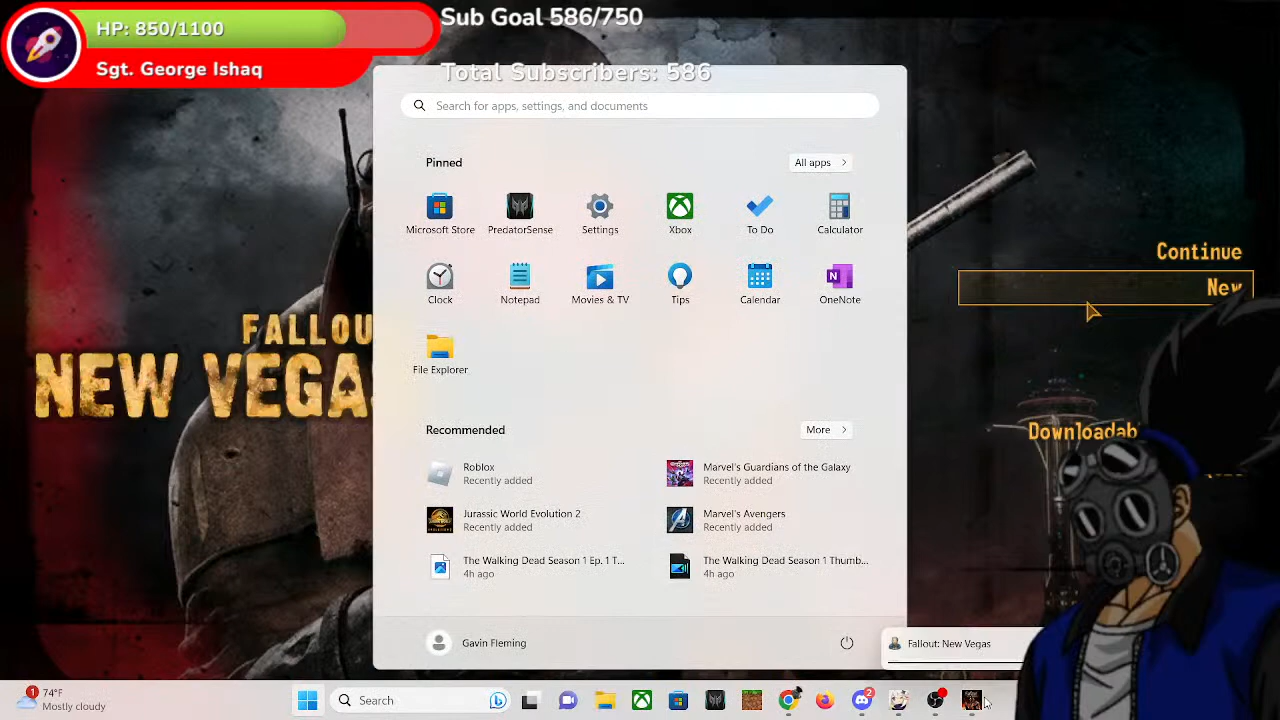 HP: 850/1100
Sgt. George Ishaq
Sub Goal 586/750
Total Subscribers: 586
Search for apps, settings, and documents
Pinned
All apps
Microsoft Store
PredatorSense
Settings
Xbox
To Do
Calculator
Clock
Notepad
Movies & TV
Tips
Calendar
OneNote
File Explorer
Recommended
More
Roblox
Recently added
Marvel's Guardians of the Galaxy
Recently added
Jurassic World Evolution 2
Recently added
Marvel's Avengers
Recently added
The Walking Dead Season 1 Ep. 1 T...
4h ago
The Walking Dead Season 1 Thumb...
4h ago
Gavin Fleming
FALLOU
NEW VEGAS
Continue
New
Downloadab
Fallout: New Vegas
1
74°F
Mostly cloudy
Search
2